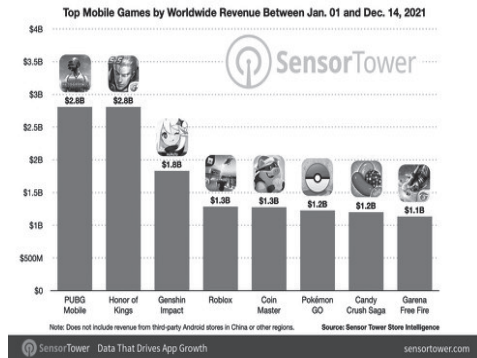 Top Mobile Games by Worldwide Revenue Between Jan. 01 and Dec. 14, 2021
$4B
$3.5B
$3B
$2.5B
$2B
$1.5B
$1B
$500M
$0
SensorTower
$2.8B
$2.8B
$1.8B
$1.3B
$1.3B
$1.2B
$1.2B
$1.1B
PUBG
Mobile
Honor of
Kings
Genshin
Impact
Roblox
Coin
Master
Pokémon
GO
Candy
Crush Saga
Garena
Free Fire
Note: Does not include revenue from third-party Android stores in China or other regions.
Source: Sensor Tower Store Intelligence
SensorTower Data That Drives App Growth
sensortower.com